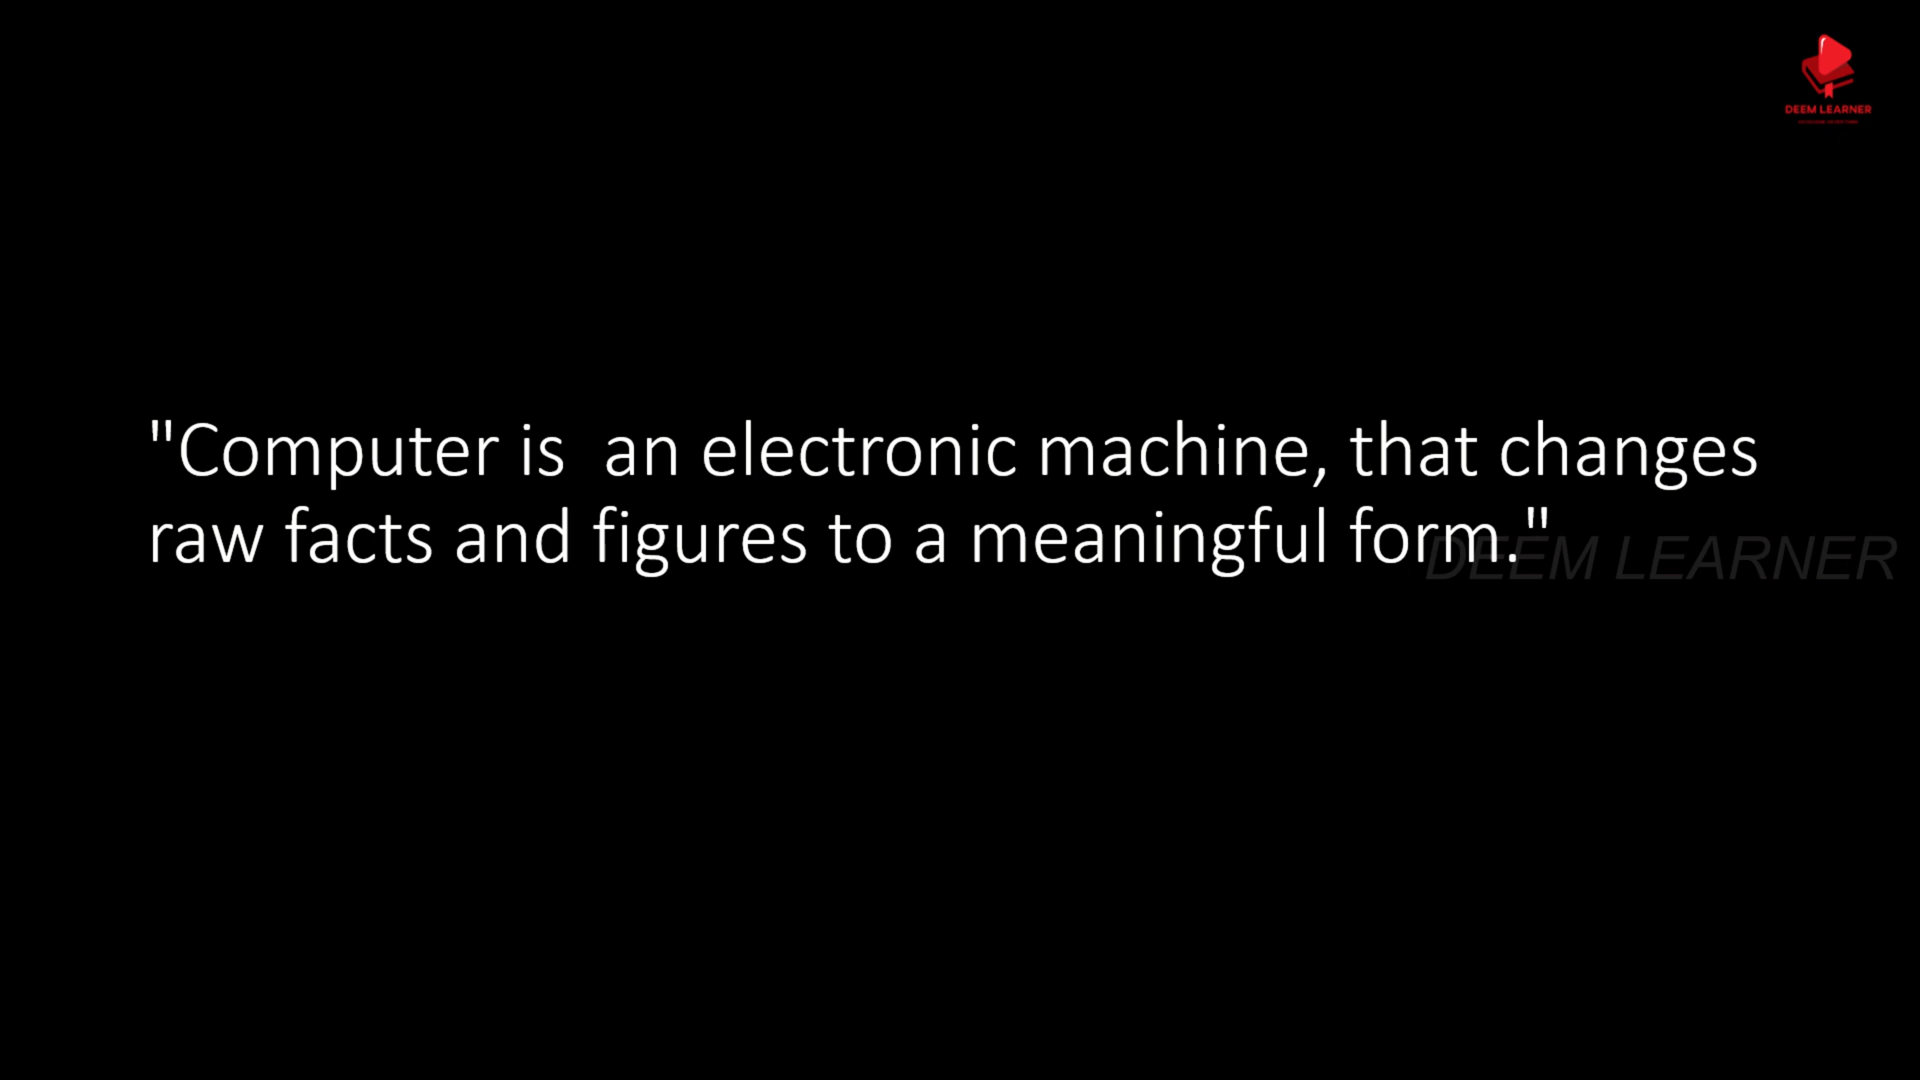 DEEM LEARNER
"Computer is  an electronic machine, that changes
raw facts and figures to a meaningful form."
DEEM LEARNER